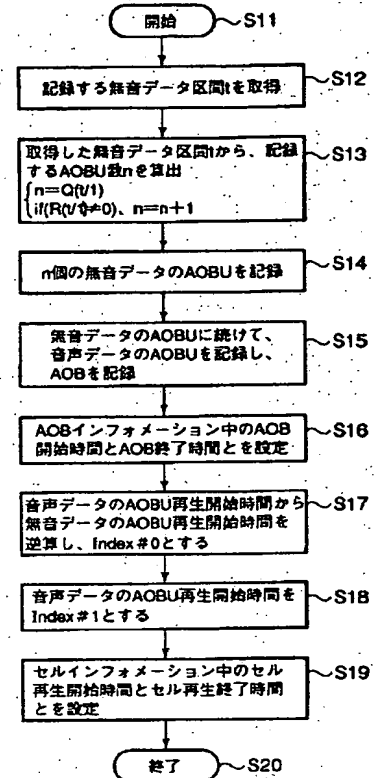 開始 S11
記録する無音データ区間tを取得 S12
取得した無音データ区間tから、記録 S13
するAOBU数nを算出
n=Q(t/1)
if(R(t/1)≠0)、n=n+1
n個の無音データのAOBUを記録 S14
無音データのAOBUに続けて、 S15
音声データのAOBUを記録し、
AOBを記録
AOBインフォメーション中のAOB S16
開始時間とAOB終了時間とを設定
音声データのAOBU再生開始時間から S17
無音データのAOBU再生開始時間を
逆算し、Index#0とする
音声データのAOBU再生開始時間を S18
Index#1とする
セルインフォメーション中のセル S19
再生開始時間とセル再生終了時間
とを設定
終了 S20